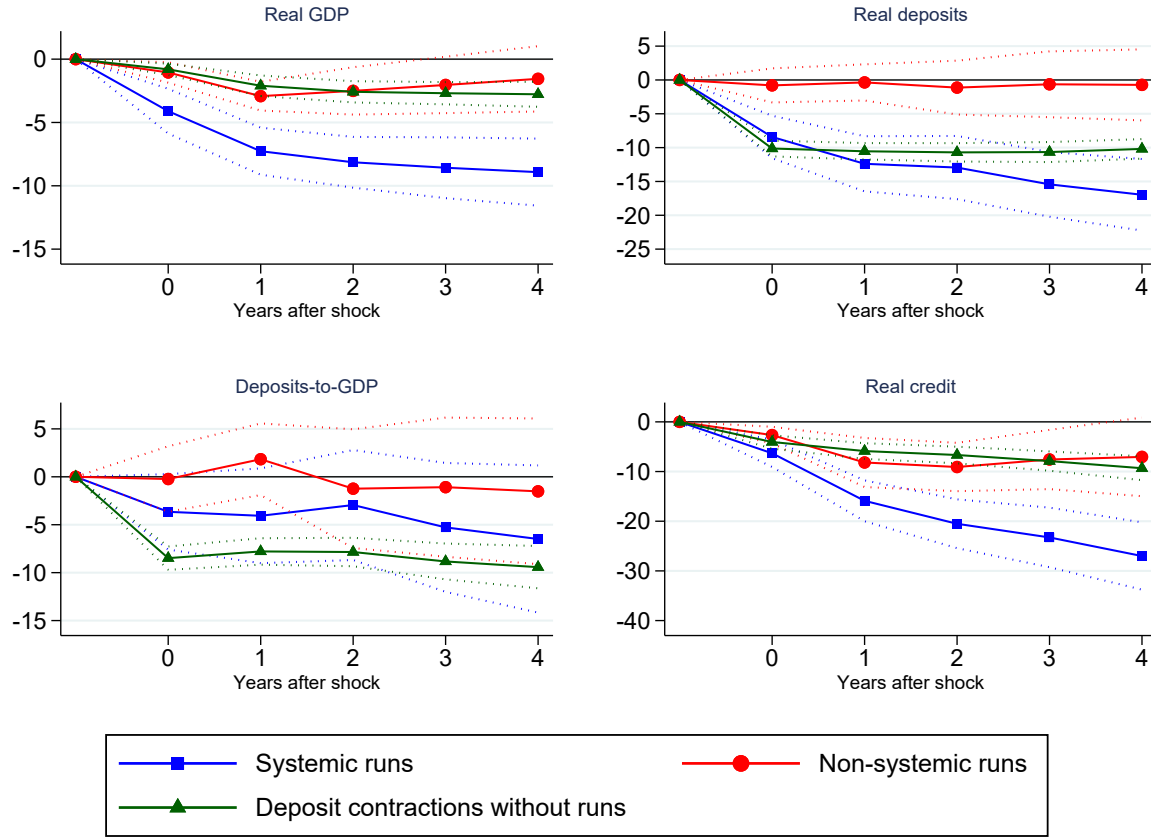 Real GDP
0
-5
-10
-15
0 1 2 3 4
Years after shock
Real deposits
5
0
-5
-10
-15
-20
-25
0 1 2 3 4
Years after shock
Deposits-to-GDP
5
0
-5
-10
-15
0 1 2 3 4
Years after shock
Real credit
0
-10
-20
-30
-40
0 1 2 3 4
Years after shock
Systemic runs
Non-systemic runs
Deposit contractions without runs